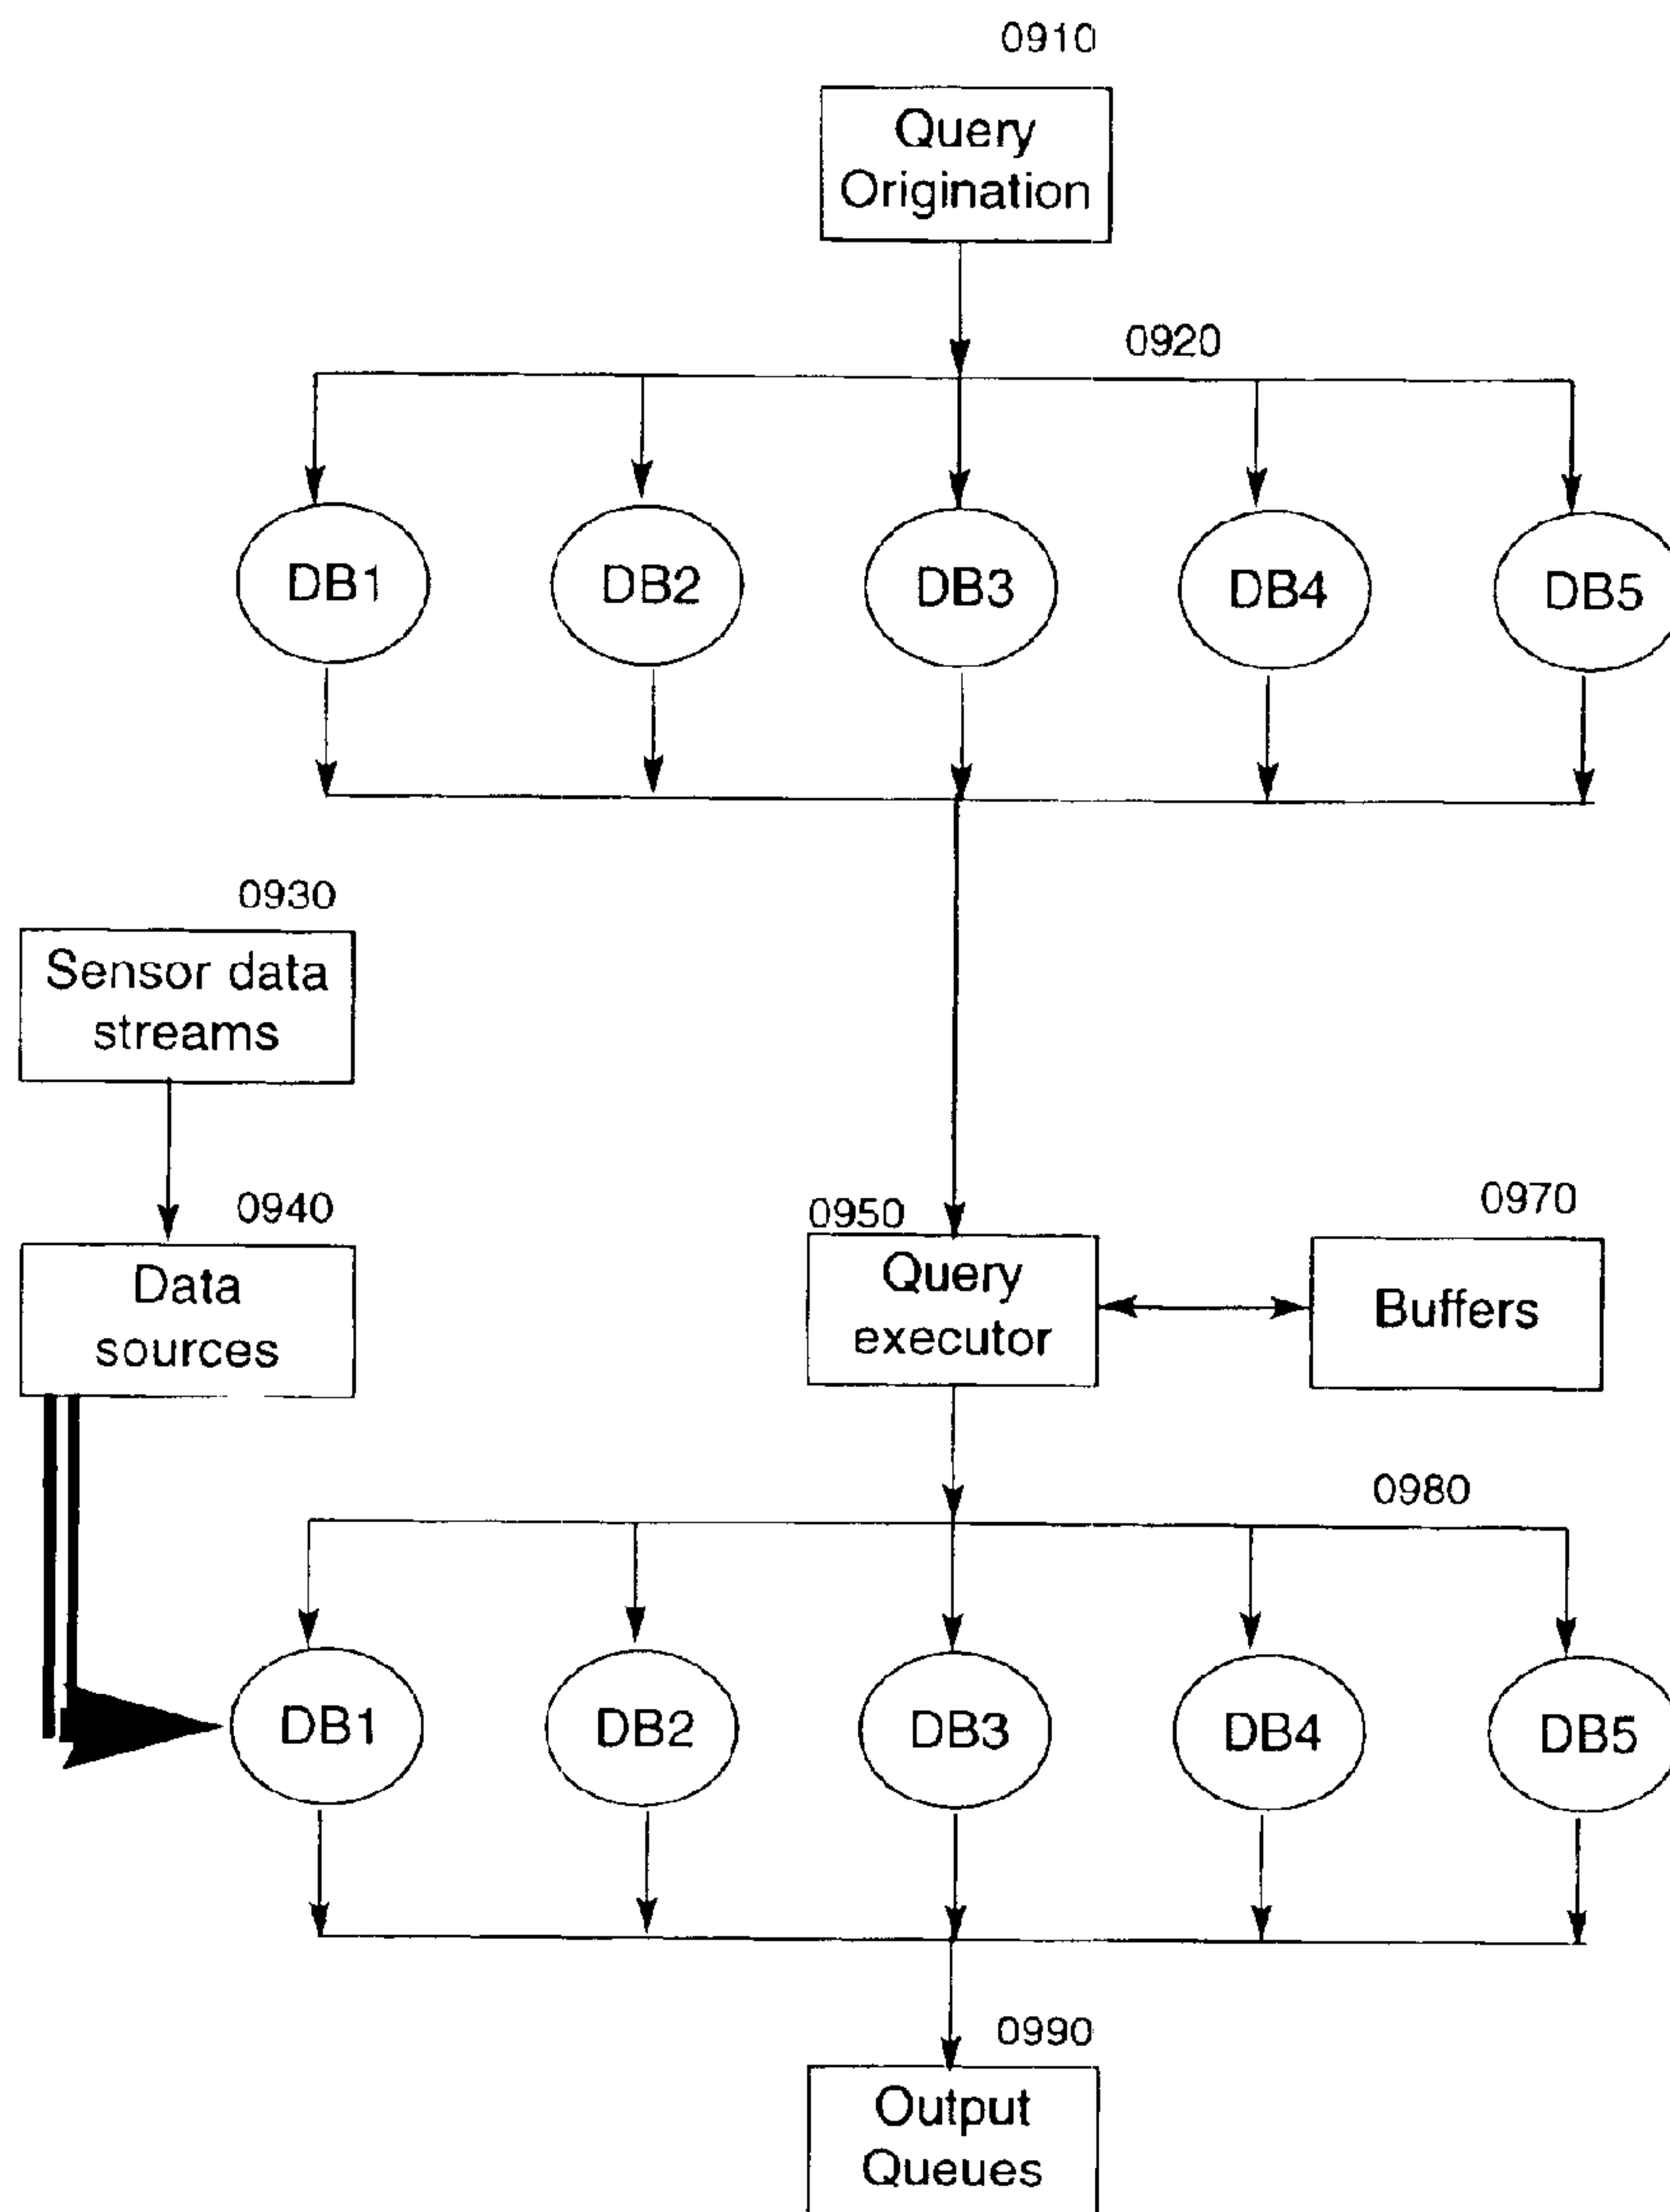 0910
Query
Origination
0920
DB1 DB2 DB3 DB4 DB5
0930
Sensor data
streams
0940
Data
sources
0950
Query
executor
0970
Buffers
0980
DB1 DB2 DB3 DB4 DB5
0990
Output
Queues